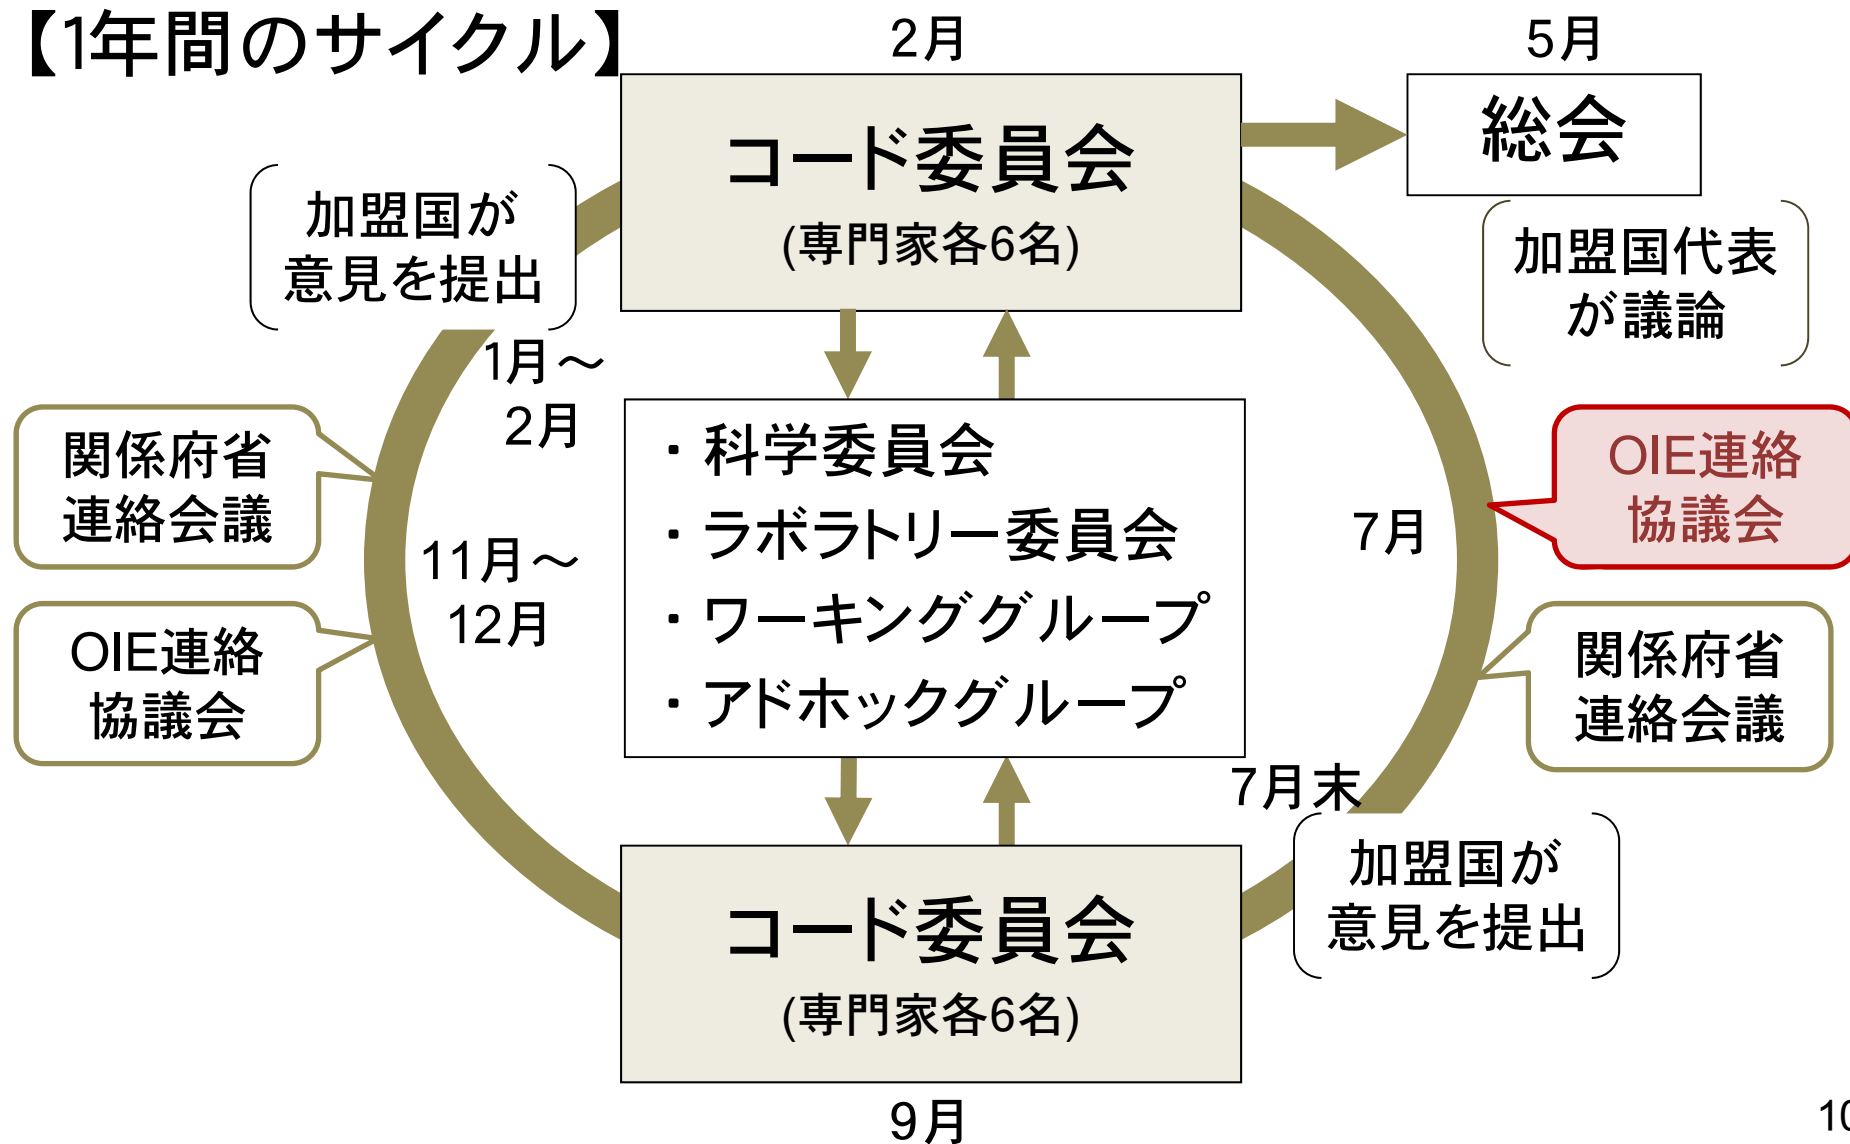 【1年間のサイクル】
2月
5月
コード委員会
(専門家各6名)
総会
加盟国代表
が議論
加盟国が
意見を提出
1月～
2月
関係府省
連絡会議
11月～
12月
OIE連絡
協議会
・科学委員会
・ラボラトリー委員会
・ワーキンググループ
・アドホックグループ
7月
OIE連絡
協議会
関係府省
連絡会議
7月末
加盟国が
意見を提出
コード委員会
(専門家各6名)
9月
10